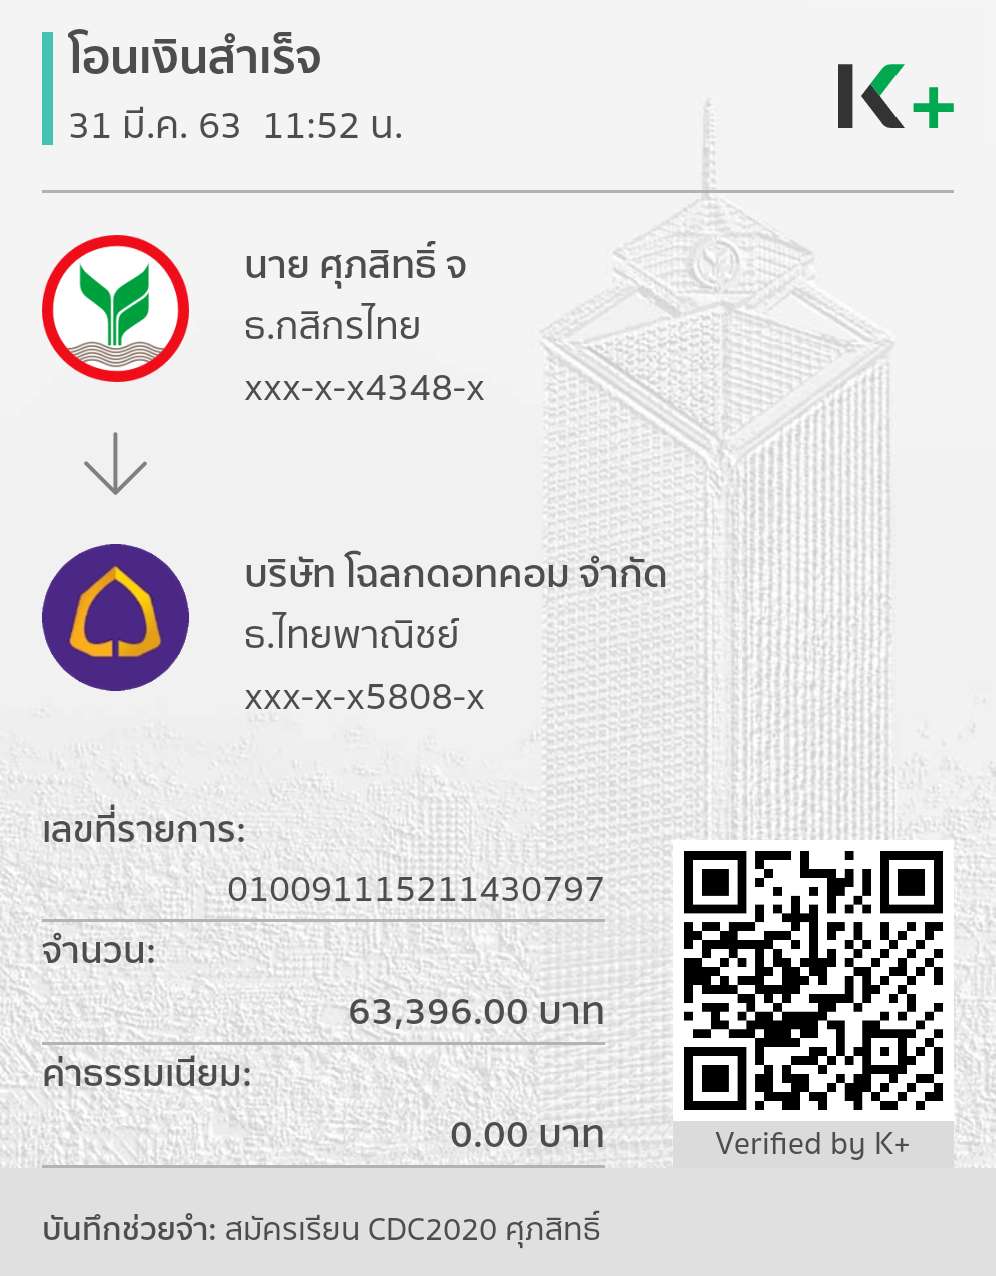 โอนเงินสำเร็จ
31 มี.ค. 63 11:52 น.
K+
นาย ศุภสิทธิ์ จ
ธ.กสิกรไทย
xxx-x-x4348-x
บริษัท โฉลกดอทคอม จำกัด
ธ.ไทยพาณิชย์
xxx-x-x5808-x
เลขที่รายการ:
010091115211430797
จำนวน:
63,396.00 บาท
ค่าธรรมเนียม:
0.00 บาท
Verified by K+
บันทึกช่วยจำ: สมัครเรียน CDC2020 ศุภสิทธิ์